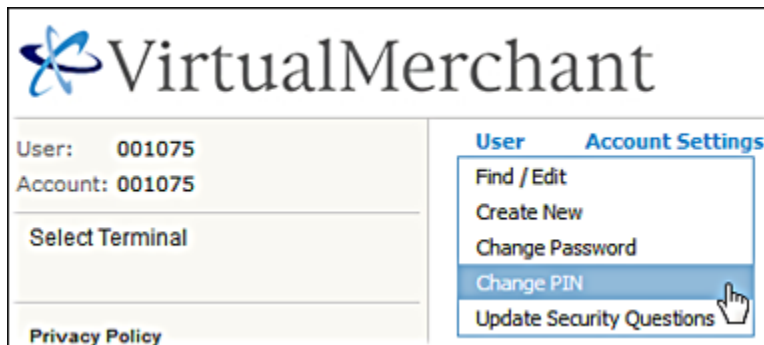 VirtualMerchant
User: 001075
Account: 001075
Select Terminal
Privacy Policy
User Account Settings
Find / Edit
Create New
Change Password
Change PIN
Update Security Questions